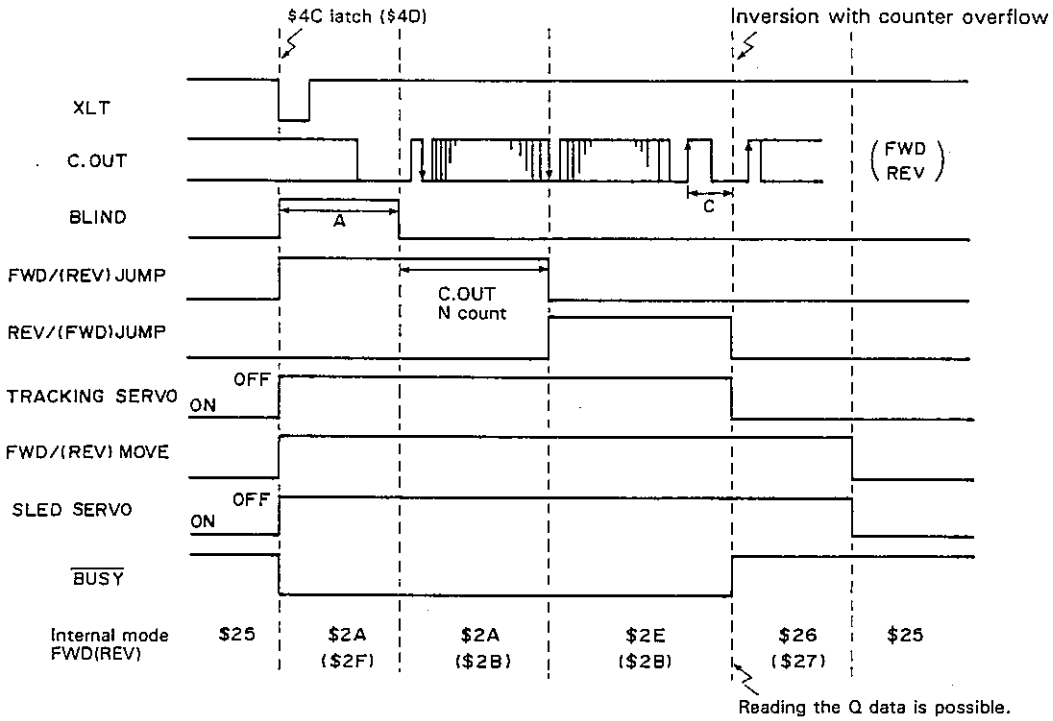 $4C latch ($4D)
Inversion with counter overflow
XLT
C.OUT
( FWD
REV )
C
BLIND
A
FWD/(REV) JUMP
C.OUT
N count
REV/(FWD)JUMP
OFF
TRACKING SERVO
ON
FWD/(REV) MOVE
OFF
SLED SERVO
ON
BUSY
Internal mode $25 $2A $2A $2E $26 $25
FWD(REV) ($2F) ($2B) ($2B) ($27)
Reading the Q data is possible.